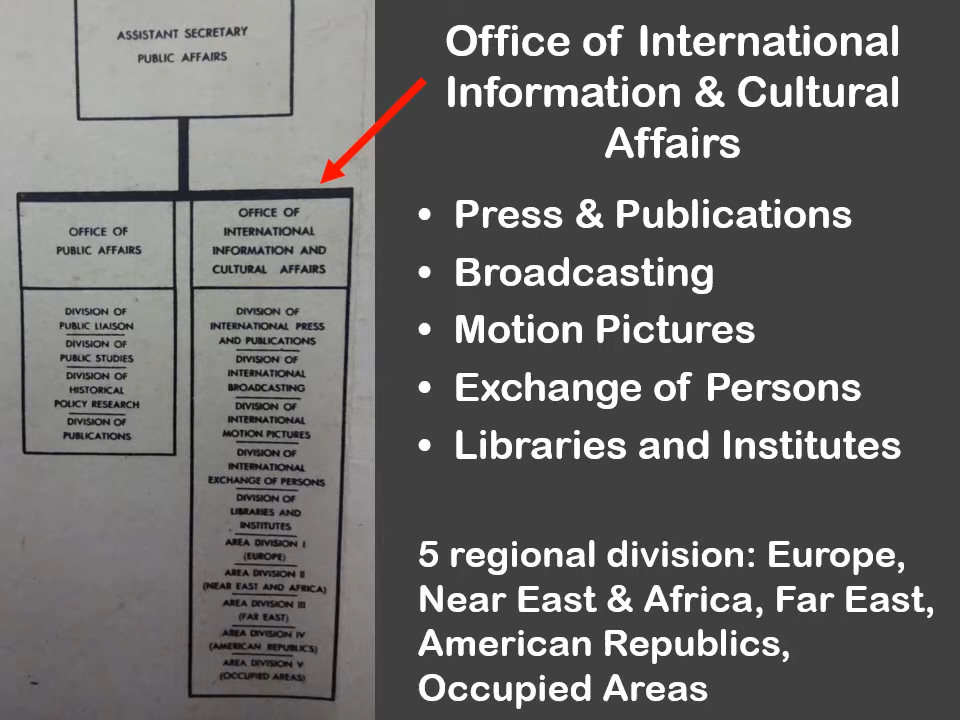 ASSISTANT SECRETARY
PUBLIC AFFAIRS
OFFICE OF
PUBLIC AFFAIRS
DIVISION OF
PUBLIC LIAISON
DIVISION OF
PUBLIC STUDIES
DIVISION OF
HISTORICAL
POLICY RESEARCH
DIVISION OF
PUBLICATIONS
OFFICE OF
INTERNATIONAL
INFORMATION AND
CULTURAL AFFAIRS
DIVISION OF
INTERNATIONAL PRESS
AND PUBLICATIONS
DIVISION OF
INTERNATIONAL
BROADCASTING
DIVISION OF
INTERNATIONAL
MOTION PICTURES
DIVISION OF
INTERNATIONAL
EXCHANGE OF PERSONS
DIVISION OF
LIBRARIES AND
INSTITUTES
AREA DIVISION I
(EUROPE)
AREA DIVISION II
(NEAR EAST AND AFRICA)
AREA DIVISION III
(FAR EAST)
AREA DIVISION IV
(AMERICAN REPUBLICS)
AREA DIVISION V
(OCCUPIED AREAS)
Office of International
Information & Cultural
Affairs
• Press & Publications
• Broadcasting
• Motion Pictures
• Exchange of Persons
• Libraries and Institutes
5 regional division: Europe,
Near East & Africa, Far East,
American Republics,
Occupied Areas